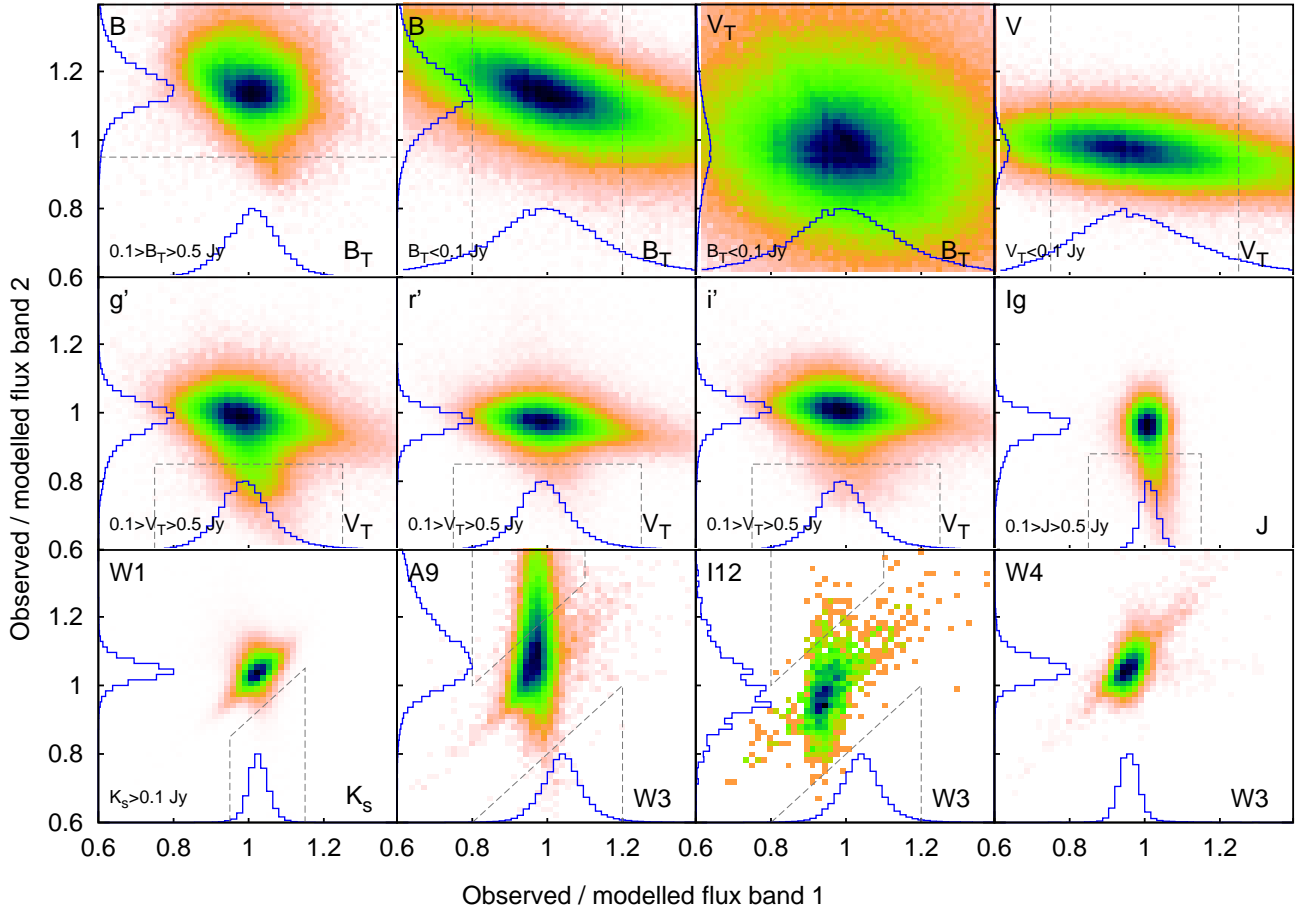 B B V_T V
1.2
1
0.8
0.6
0.1>B_T>0.5 Jy B_T B_T<0.1 Jy B_T B_T<0.1 Jy B_T V_T<0.1 Jy V_T
g' r' i' Ig
1.2
1
0.8
0.6
0.1>V_T>0.5 Jy V_T 0.1>V_T>0.5 Jy V_T 0.1>V_T>0.5 Jy V_T 0.1>J>0.5 Jy J
W1 A9 I12 W4
1.2
1
0.8
0.6
K_s>0.1 Jy K_s W3 W3 W3
0.6 0.8 1 1.2 0.6 0.8 1 1.2 0.6 0.8 1 1.2 0.6 0.8 1 1.2
Observed / modelled flux band 2
Observed / modelled flux band 1